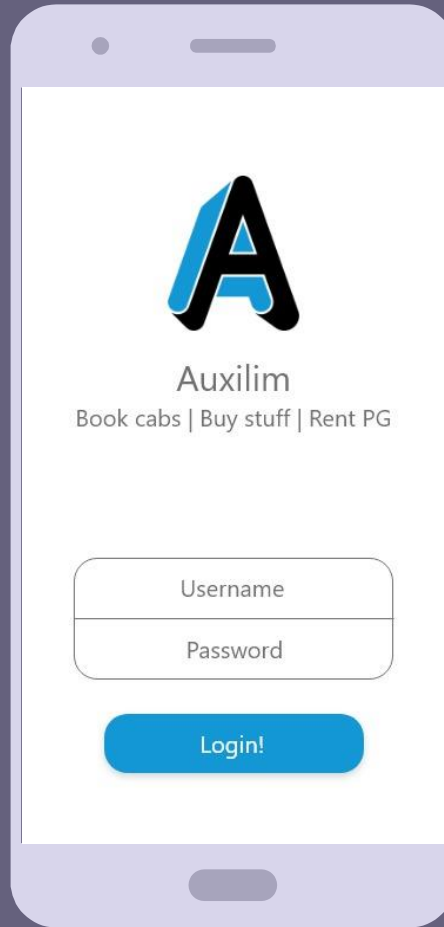 A
Auxilim
Book cabs | Buy stuff | Rent PG
Username
Password
Login!